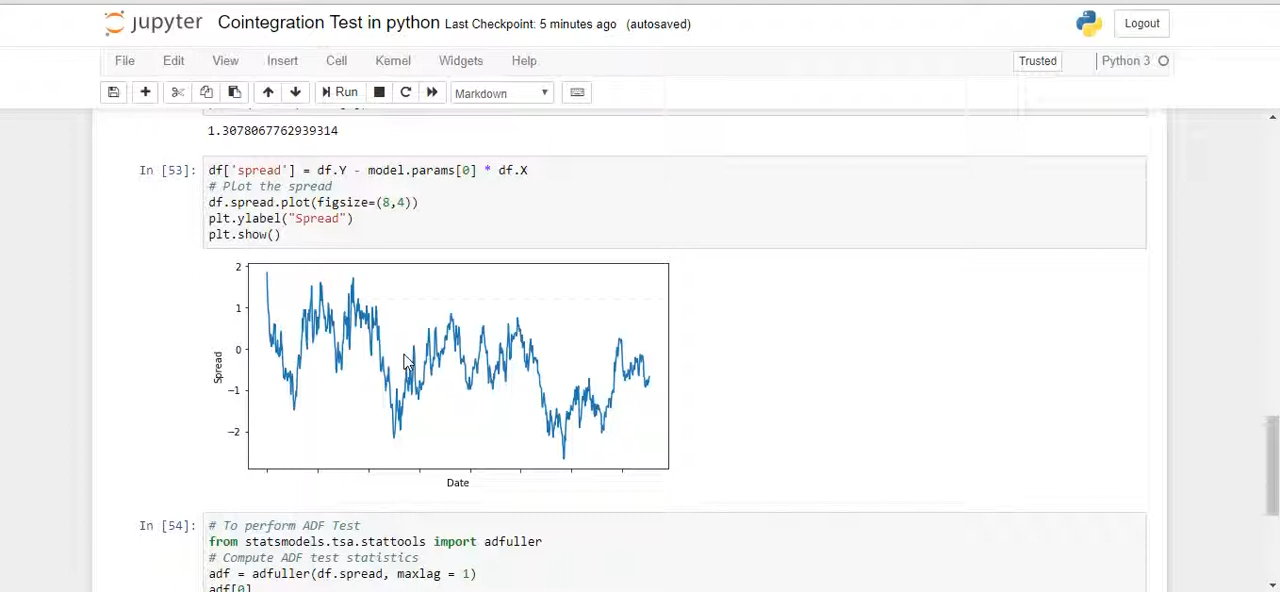 jupyter Cointegration Test in python Last Checkpoint: 5 minutes ago (autosaved) Logout
File Edit View Insert Cell Kernel Widgets Help Trusted Python 3
Run Markdown
1.3078067762939314
In [53]: df['spread'] = df.Y - model.params[0] * df.X
# Plot the spread
df.spread.plot(figsize=(8,4))
plt.ylabel("Spread")
plt.show()
2
1
0
-1
-2
Spread
Date
In [54]: # To perform ADF Test
from statsmodels.tsa.stattools import adfuller
# Compute ADF test statistics
adf = adfuller(df.spread, maxlag = 1)
adf[0]